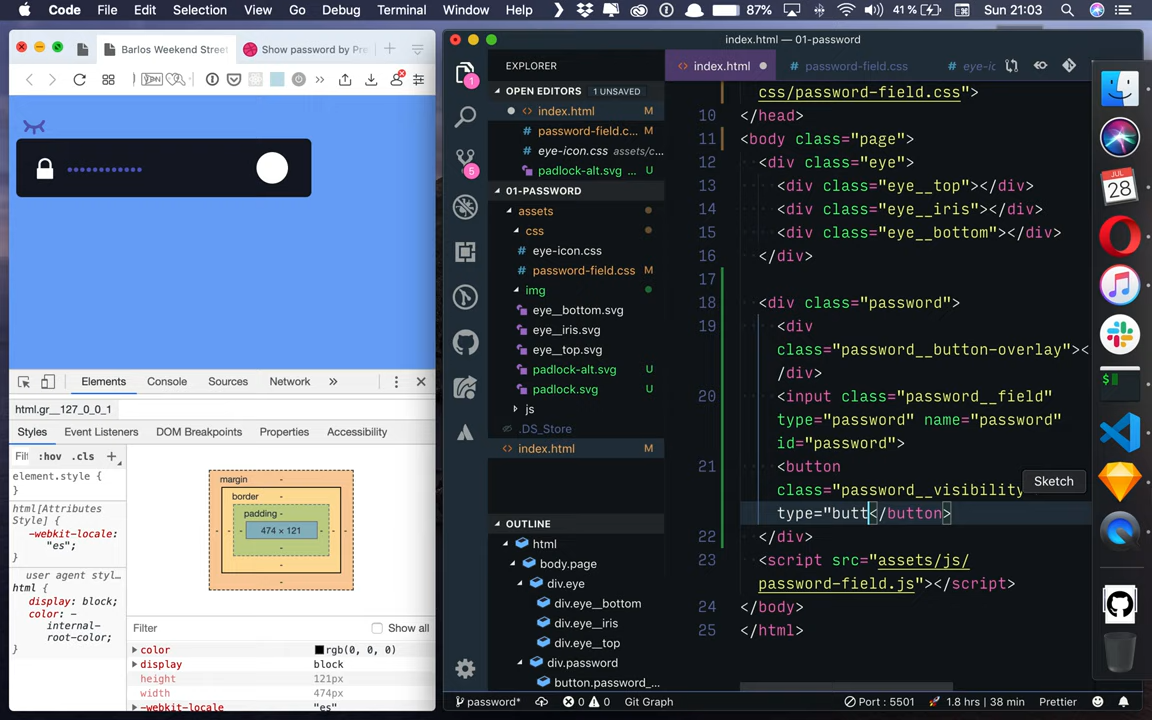 Code File Edit Selection View Go Debug Terminal Window Help 87% 41 % Sun 21:03
Barlos Weekend Street
Show password by Pre
VPN
Elements Console Sources Network
html.gr__127_0_0_1
Styles Event Listeners DOM Breakpoints Properties Accessibility
Filt :hov .cls +
element.style {
}
html[Attributes
Style] {
-webkit-locale:
"es";
}
user agent styl…
html {
display: block;
color: -
internal-
root-color;
}
margin -
border -
padding -
474 × 121
-
Filter Show all
color rgb(0, 0, 0)
display block
height 121px
width 474px
-webkit-locale "es"
index.html — 01-password
EXPLORER
OPEN EDITORS 1 UNSAVED
index.html M
password-field.c... M
eye-icon.css assets/c...
padlock-alt.svg ... U
01-PASSWORD
assets
css
eye-icon.css
password-field.css M
img
eye__bottom.svg
eye__iris.svg
eye__top.svg
padlock-alt.svg U
padlock.svg U
js
.DS_Store
index.html M
OUTLINE
html
body.page
div.eye
div.eye__bottom
div.eye__iris
div.eye__top
div.password
button.password_...
1
5
index.html
password-field.css
eye-ic
css/password-field.css">
10 </head>
11 <body class="page">
12 <div class="eye">
13 <div class="eye__top"></div>
14 <div class="eye__iris"></div>
15 <div class="eye__bottom"></div>
16 </div>
17
18 <div class="password">
19 <div
class="password__button-overlay"><
/div>
20 <input class="password__field"
type="password" name="password"
id="password">
21 <button
class="password__visibility
type="butt</button>
22 </div>
23 <script src="assets/js/
password-field.js"></script>
24 </body>
25 </html>
Sketch
JUL
28
$
password* 0 0 Git Graph Port : 5501 1.8 hrs | 38 min Prettier